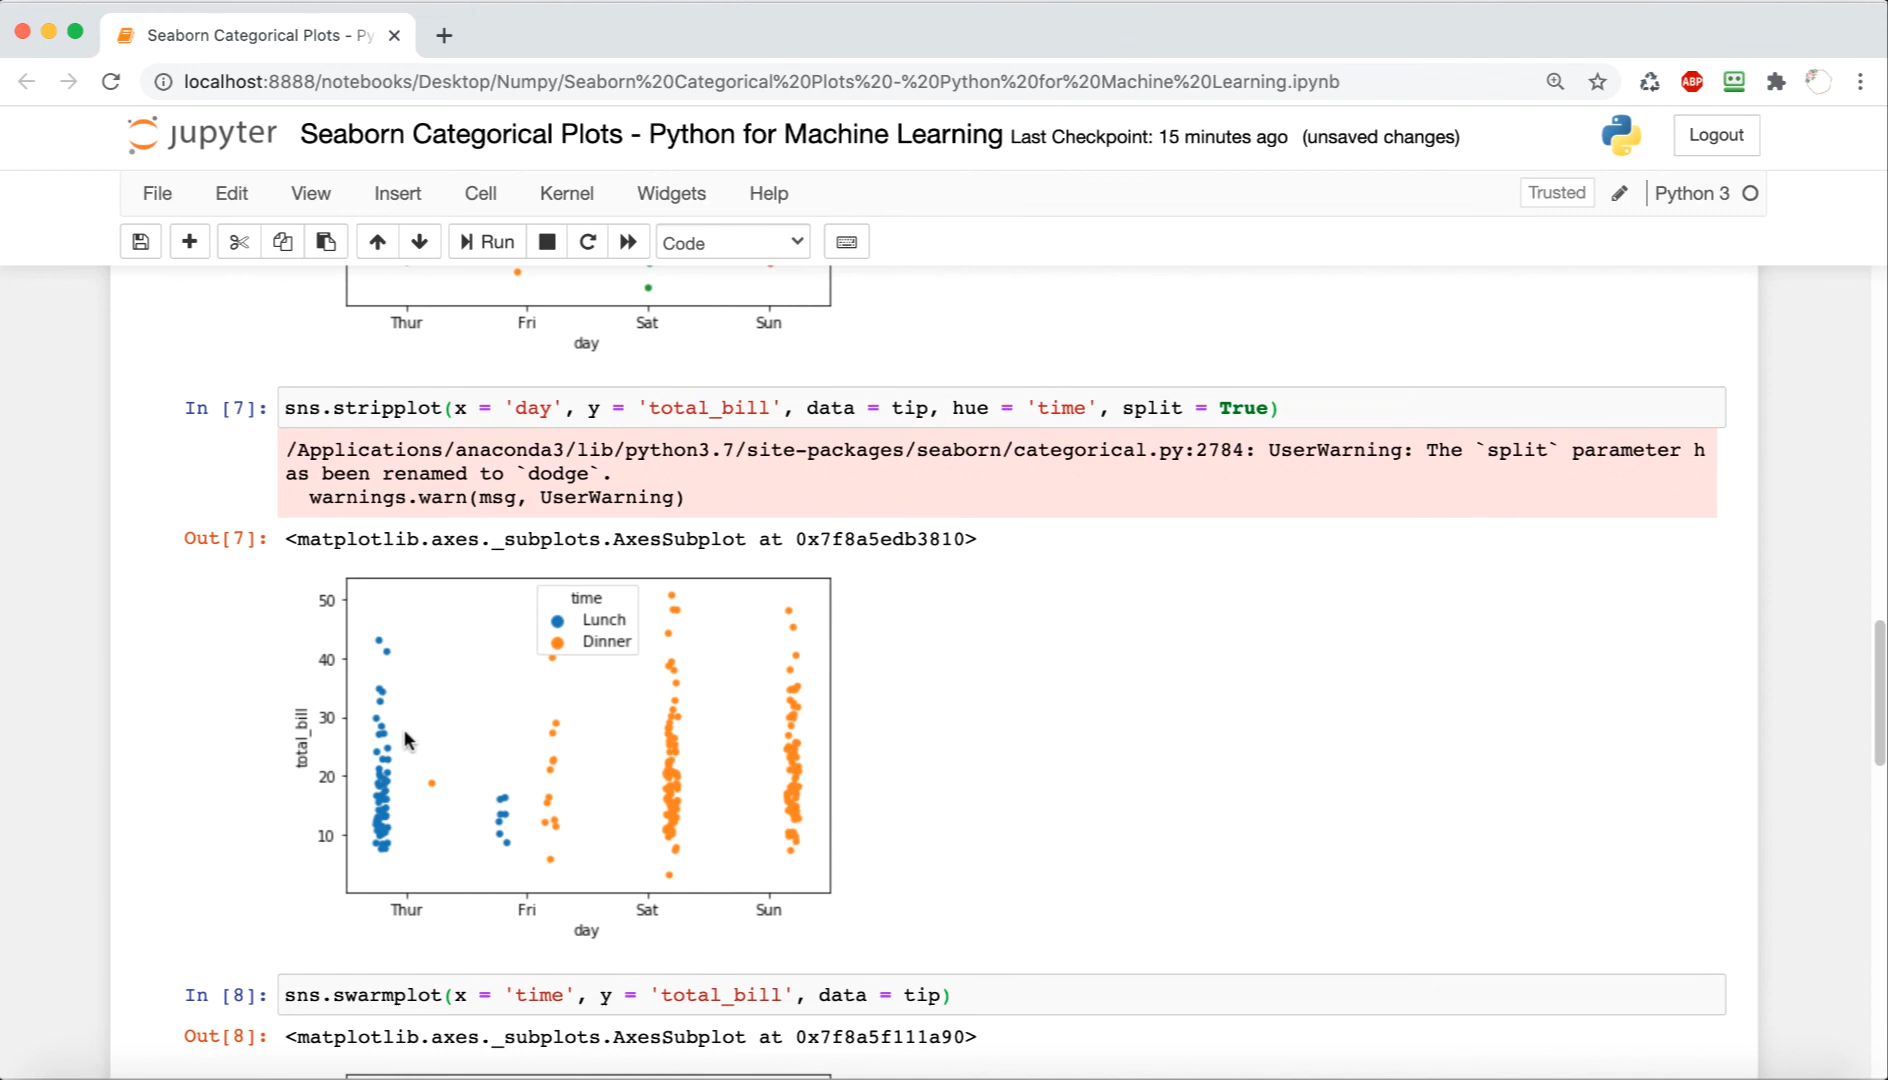 Seaborn Categorical Plots - Py
localhost:8888/notebooks/Desktop/Numpy/Seaborn%20Categorical%20Plots%20-%20Python%20for%20Machine%20Learning.ipynb
ABP
jupyter Seaborn Categorical Plots - Python for Machine Learning Last Checkpoint: 15 minutes ago (unsaved changes) Logout
File Edit View Insert Cell Kernel Widgets Help Trusted Python 3
Run Code
Thur Fri Sat Sun
day
In [7]: sns.stripplot(x = 'day', y = 'total_bill', data = tip, hue = 'time', split = True)
/Applications/anaconda3/lib/python3.7/site-packages/seaborn/categorical.py:2784: UserWarning: The `split` parameter h
as been renamed to `dodge`.
warnings.warn(msg, UserWarning)
Out[7]: <matplotlib.axes._subplots.AxesSubplot at 0x7f8a5edb3810>
time
Lunch
Dinner
50
40
30
20
10
total_bill
Thur Fri Sat Sun
day
In [8]: sns.swarmplot(x = 'time', y = 'total_bill', data = tip)
Out[8]: <matplotlib.axes._subplots.AxesSubplot at 0x7f8a5f111a90>